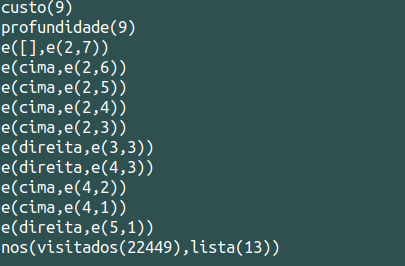 custo(9)
profundidade(9)
e([],e(2,7))
e(cima,e(2,6))
e(cima,e(2,5))
e(cima,e(2,4))
e(cima,e(2,3))
e(direita,e(3,3))
e(direita,e(4,3))
e(cima,e(4,2))
e(cima,e(4,1))
e(direita,e(5,1))
nos(visitados(22449),lista(13))